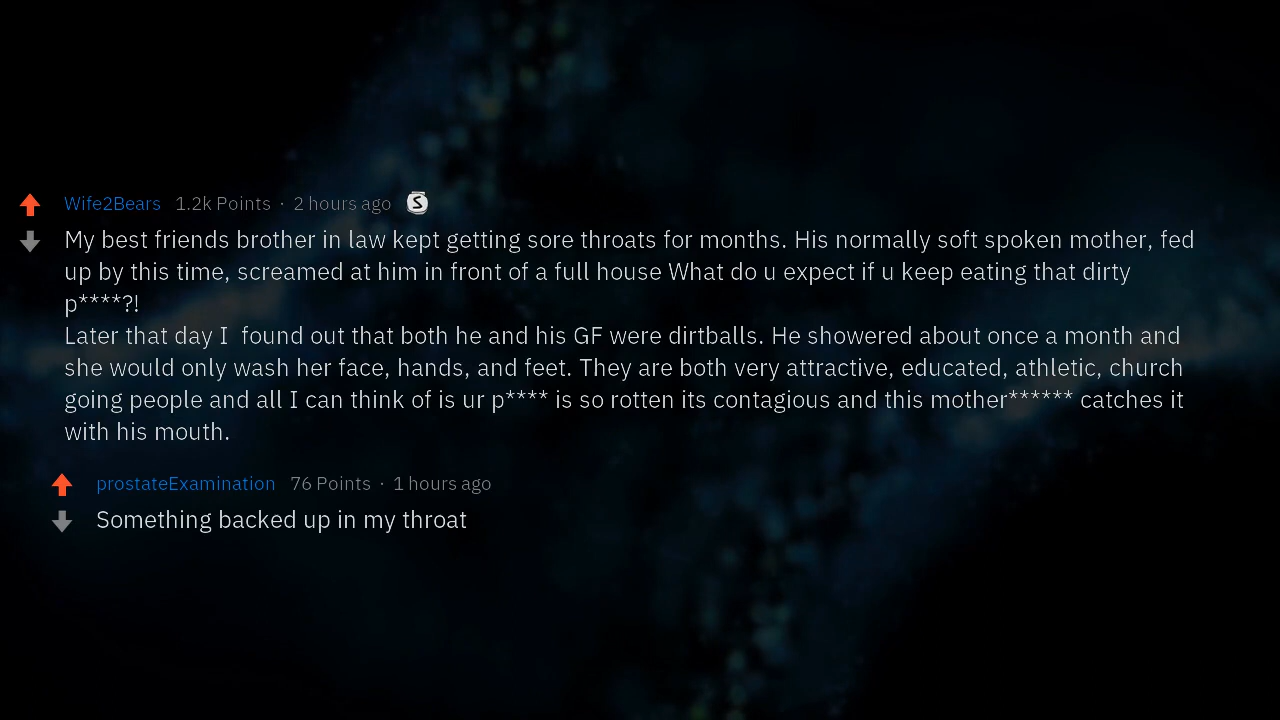 Wife2Bears 1.2k Points · 2 hours ago S
My best friends brother in law kept getting sore throats for months. His normally soft spoken mother, fed
up by this time, screamed at him in front of a full house What do u expect if u keep eating that dirty
p****?!
Later that day I  found out that both he and his GF were dirtballs. He showered about once a month and
she would only wash her face, hands, and feet. They are both very attractive, educated, athletic, church
going people and all I can think of is ur p**** is so rotten its contagious and this mother****** catches it
with his mouth.
prostateExamination 76 Points · 1 hours ago
Something backed up in my throat